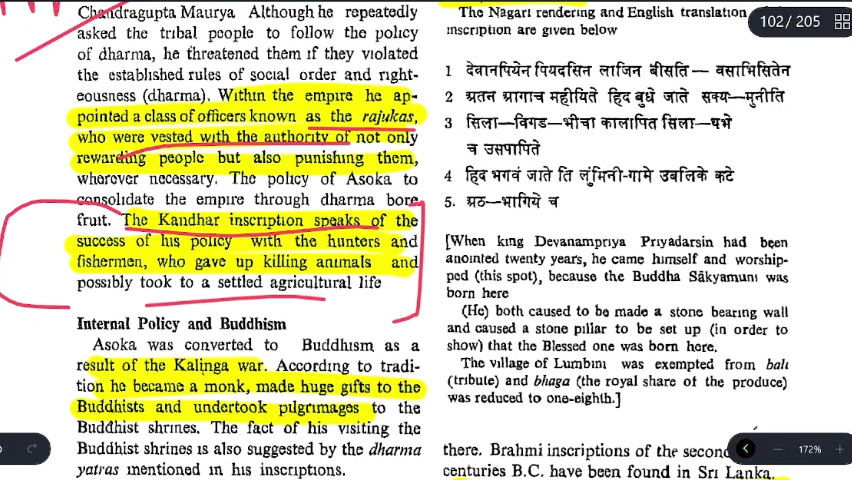 Chandragupta Maurya Although he repeatedly
asked the tribal people to follow the policy
of dharma, he threatened them if they violated
the established rules of social order and right-
eousness (dharma). Within the empire he ap-
pointed a class of officers known as the rajukas,
who were vested with the authority of not only
rewarding people but also punishing them,
wherever necessary. The policy of Asoka to
consolidate the empire through dharma bore
fruit. The Kandhar inscription speaks of the
success of his policy with the hunters and
fishermen, who gave up killing animals and
possibly took to a settled agricultural life
Internal Policy and Buddhism
Asoka was converted to Buddhism as a
result of the Kalinga war. According to tradi-
tion he became a monk, made huge gifts to the
Buddhists and undertook pilgrimages to the
Buddhist shrines. The fact of his visiting the
Buddhist shrines is also suggested by the dharma
yatras mentioned in his inscriptions.
The Nagari rendering and English translation
inscription are given below
1 देवानपियेन पियदसिन लाजिन बीसति — वसाभिसितेन
2 अतन आगाच महीयिते हिद बुधे जाते सक्य—मुनीति
3 सिला—विगड—भीचा कालापित सिला—थभे
च उसपापिते
4 हिद भगवं जाते ति लुंमिनी-गामे उबलिके कटे
5. अठ—भागिये च
[When king Devanampriya Priyadarsin had been
anointed twenty years, he came himself and worship-
ped (this spot), because the Buddha Sākyamuni was
born here
(He) both caused to be made a stone bearing wall
and caused a stone pillar to be set up (in order to
show) that the Blessed one was born here.
The village of Lumbini was exempted from bali
(tribute) and bhaga (the royal share of the produce)
was reduced to one-eighth.]
there. Brahmi inscriptions of the second
centuries B.C. have been found in Sri Lanka.
102 / 205
172%